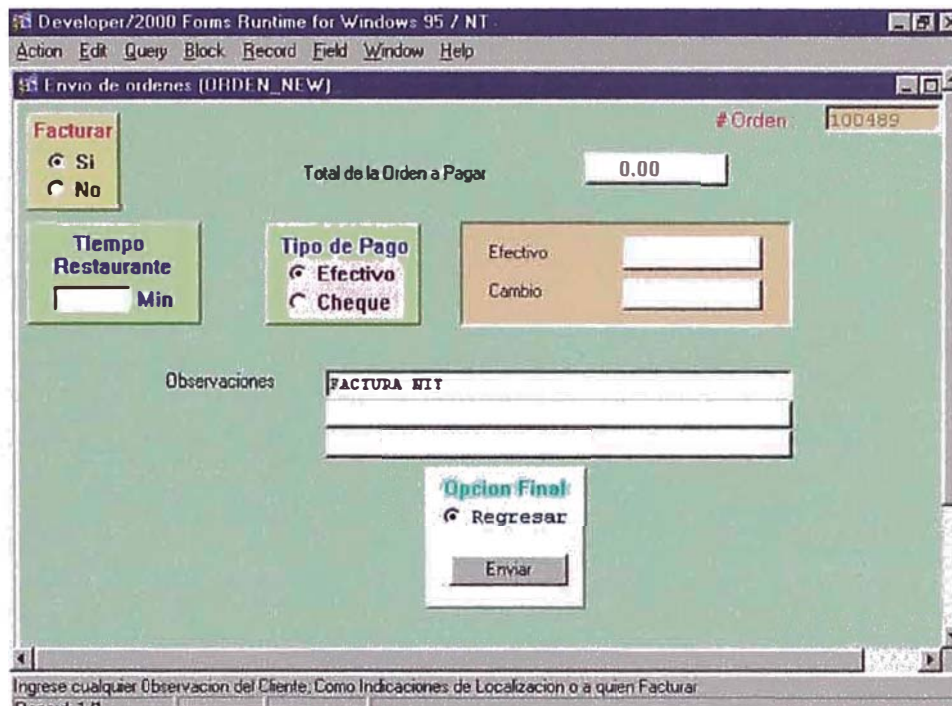 Developer/2000 Forms Runtime for Windows 95 / NT
Action Edit Query Block Record Field Window Help
Envio de ordenes (ORDEN_NEW)
# Orden 100489
Facturar
Si
No
Total de la Orden a Pagar 0.00
Tiempo
Restaurante
Min
Tipo de Pago
Efectivo
Cheque
Efectivo
Cambio
Observaciones FACTURA NIT
Opcion Final
Regresar
Enviar
Ingrese cualquier Observacion del Cliente, Como Indicaciones de Localizacion o a quien Facturar